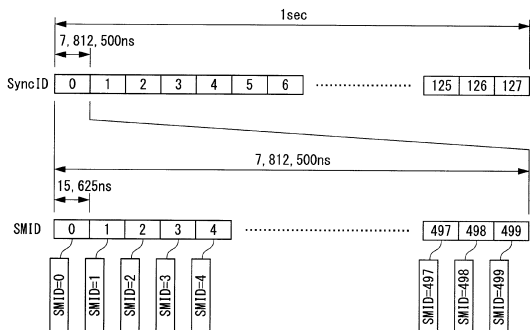 1sec
7,812,500ns
SyncID 0 1 2 3 4 5 6 125 126 127
7,812,500ns
15,625ns
SMID 0 1 2 3 4 497 498 499
SMID=0 SMID=1 SMID=2 SMID=3 SMID=4 SMID=497 SMID=498 SMID=499